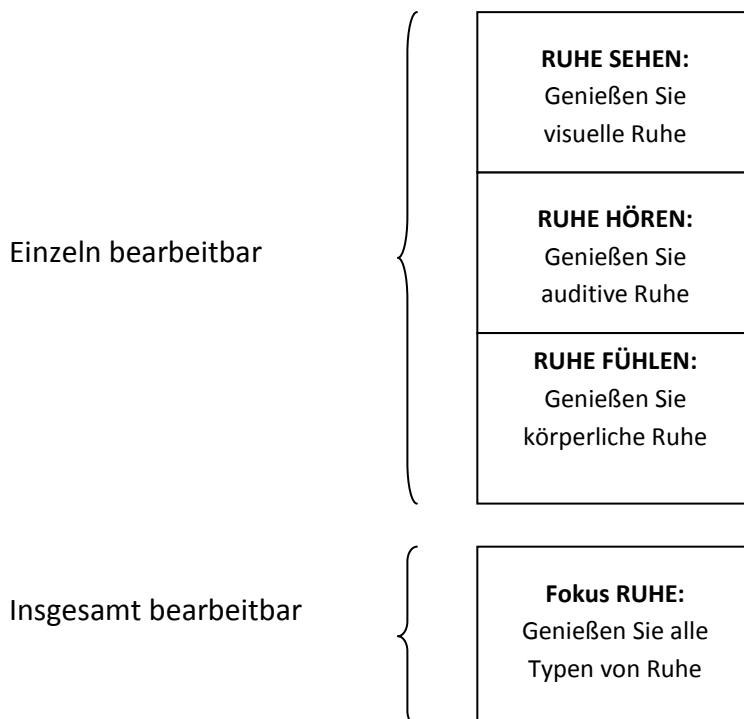 RUHE SEHEN:
Genießen Sie
visuelle Ruhe
Einzeln bearbeitbar
RUHE HÖREN:
Genießen Sie
auditive Ruhe
RUHE FÜHLEN:
Genießen Sie
körperliche Ruhe
Insgesamt bearbeitbar
Fokus RUHE:
Genießen Sie alle
Typen von Ruhe